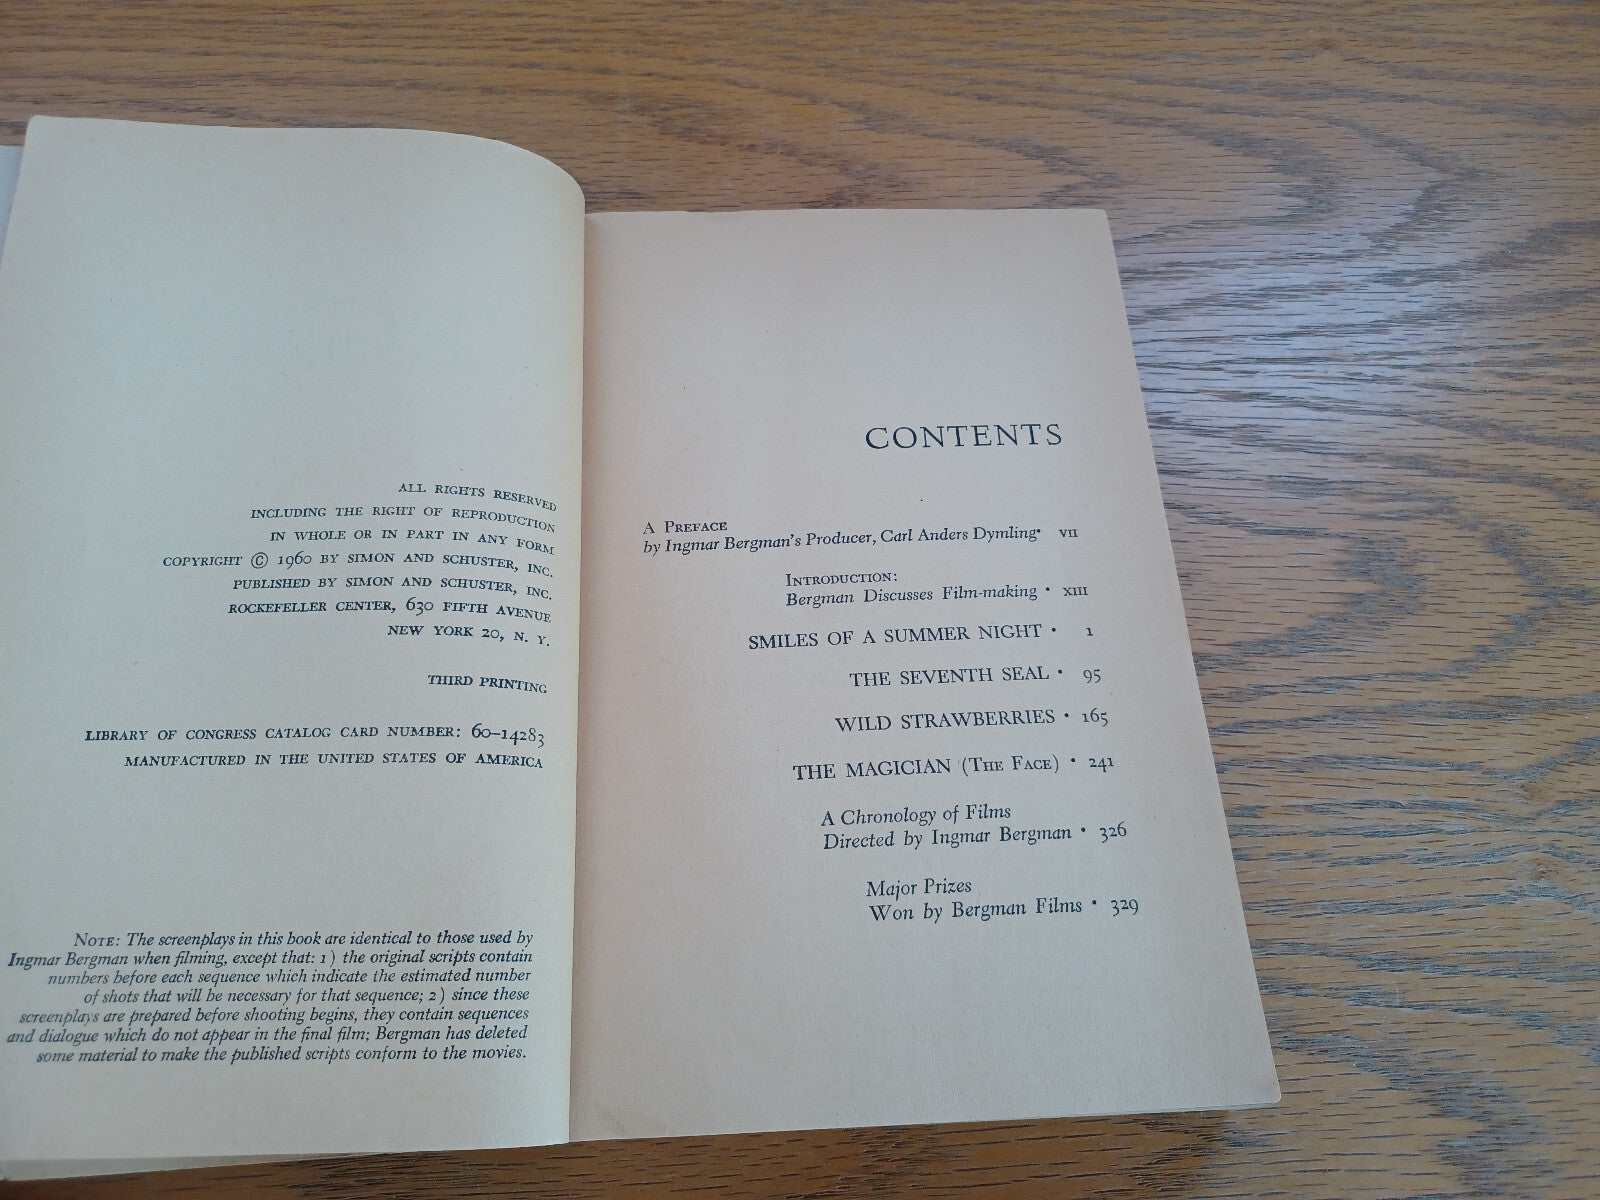 ALL RIGHTS RESERVED
INCLUDING THE RIGHT OF REPRODUCTION
IN WHOLE OR IN PART IN ANY FORM
COPYRIGHT © 1960 BY SIMON AND SCHUSTER, INC.
PUBLISHED BY SIMON AND SCHUSTER, INC.
ROCKEFELLER CENTER, 630 FIFTH AVENUE
NEW YORK 20, N. Y.
THIRD PRINTING
LIBRARY OF CONGRESS CATALOG CARD NUMBER: 60–14283
MANUFACTURED IN THE UNITED STATES OF AMERICA
NOTE: The screenplays in this book are identical to those used by
Ingmar Bergman when filming, except that: 1) the original scripts contain
numbers before each sequence which indicate the estimated number
of shots that will be necessary for that sequence; 2) since these
screenplays are prepared before shooting begins, they contain sequences
and dialogue which do not appear in the final film; Bergman has deleted
some material to make the published scripts conform to the movies.
CONTENTS
A PREFACE
by Ingmar Bergman's Producer, Carl Anders Dymling • VII
INTRODUCTION:
Bergman Discusses Film-making • XIII
SMILES OF A SUMMER NIGHT • 1
THE SEVENTH SEAL • 95
WILD STRAWBERRIES • 165
THE MAGICIAN (THE FACE) • 241
A Chronology of Films
Directed by Ingmar Bergman • 326
Major Prizes
Won by Bergman Films • 329